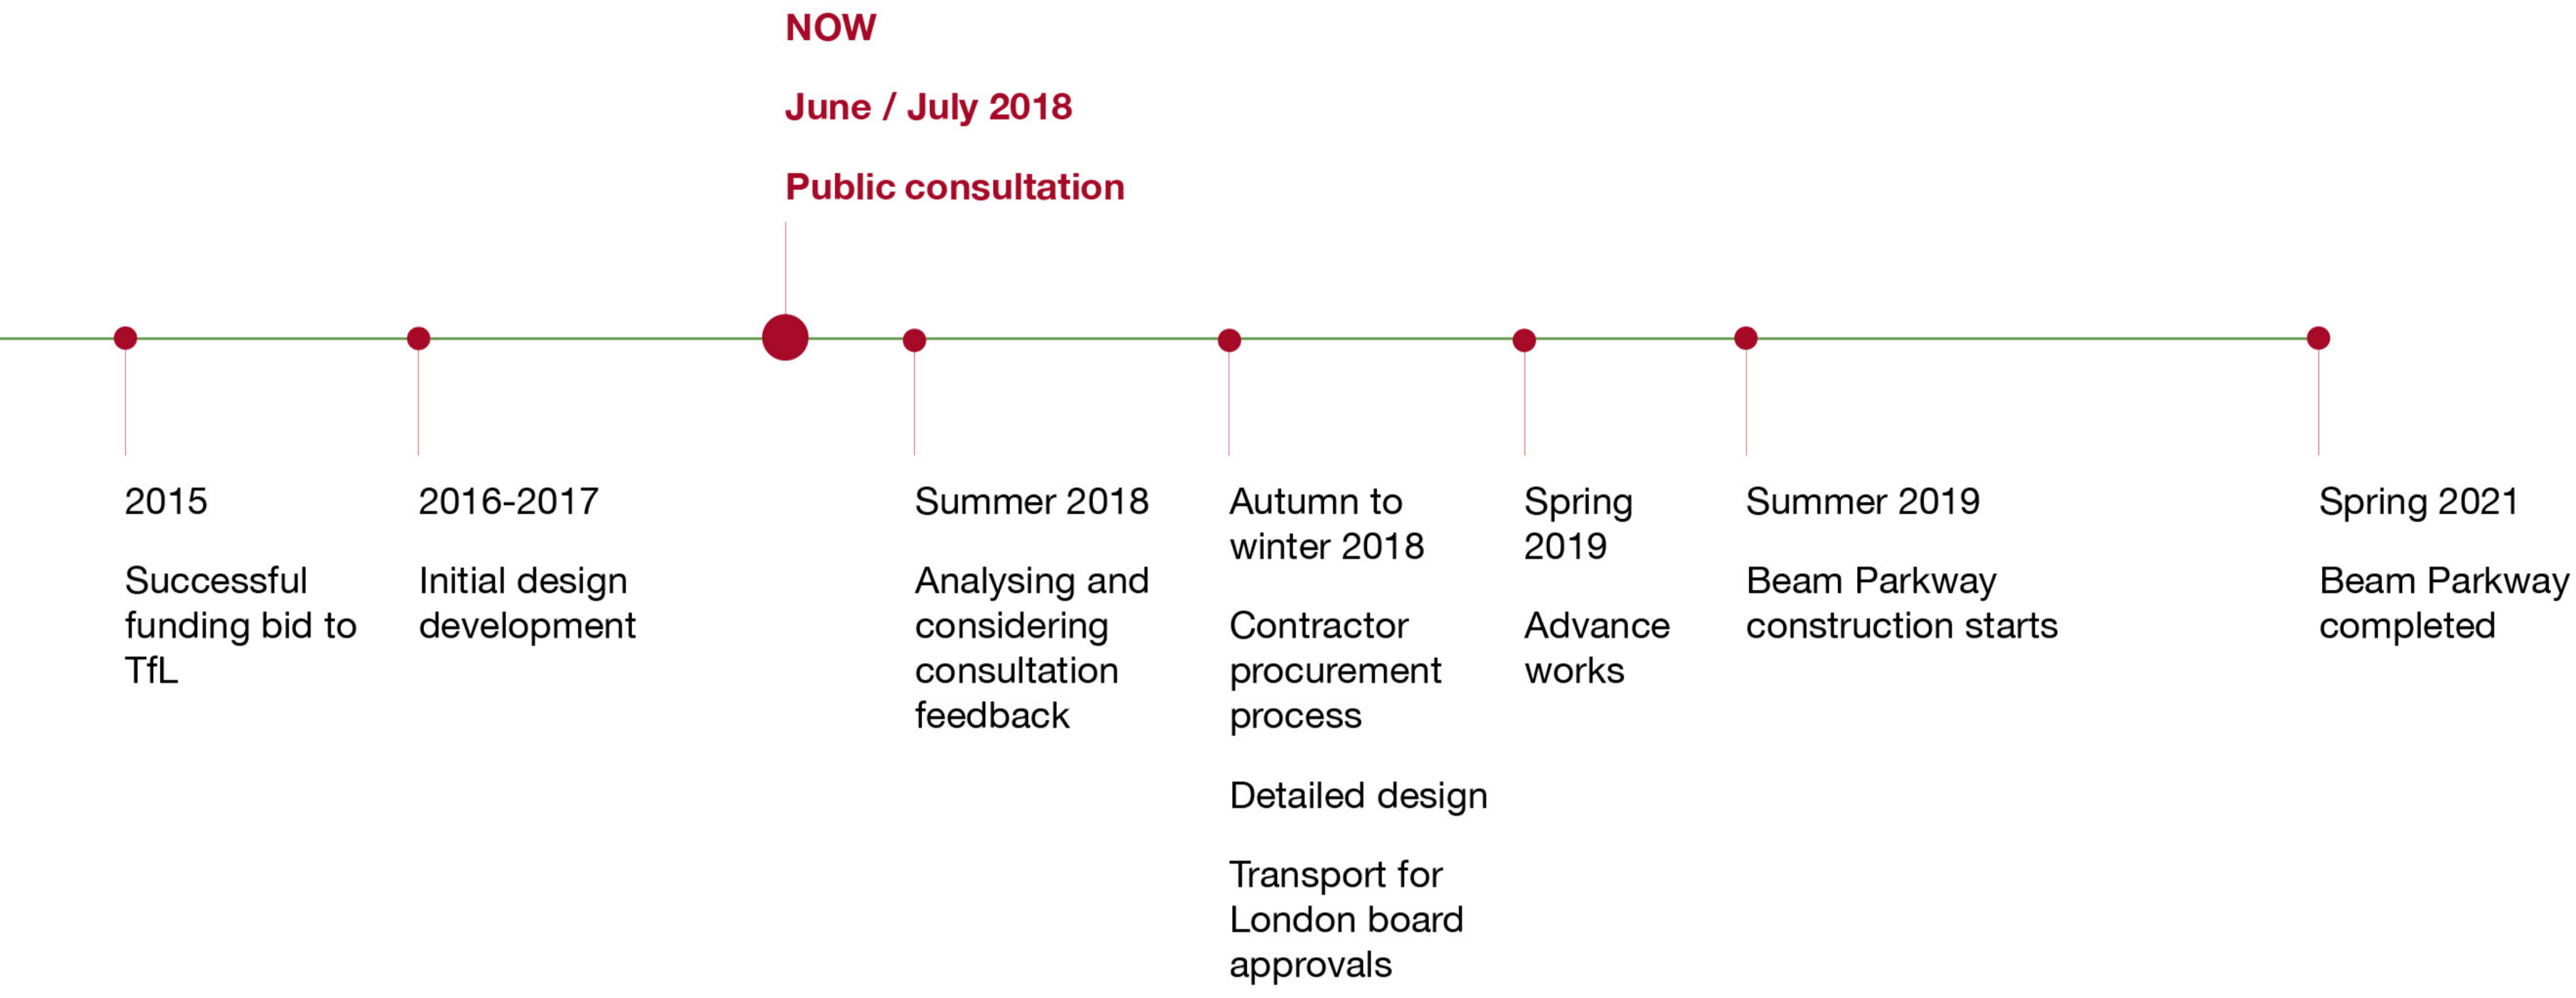 NOW
June / July 2018
Public consultation
2015
Successful
funding bid to
TfL
2016-2017
Initial design
development
Summer 2018
Analysing and
considering
consultation
feedback
Autumn to
winter 2018
Contractor
procurement
process
Detailed design
Transport for
London board
approvals
Spring
2019
Advance
works
Summer 2019
Beam Parkway
construction starts
Spring 2021
Beam Parkway
completed